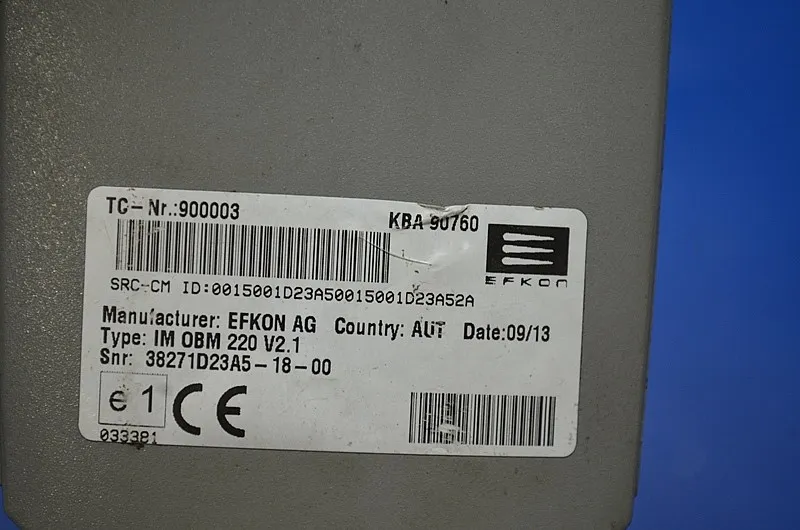 TC-Nr.:900003
KBA 90760
EFKON
SRC-CM ID:0015001D23A50015001D23A52A
Manufacturer: EFKON AG Country: AUT Date:09/13
Type: IM OBM 220 V2.1
Snr: 38271D23A5-18-00
e 1 CE
033381